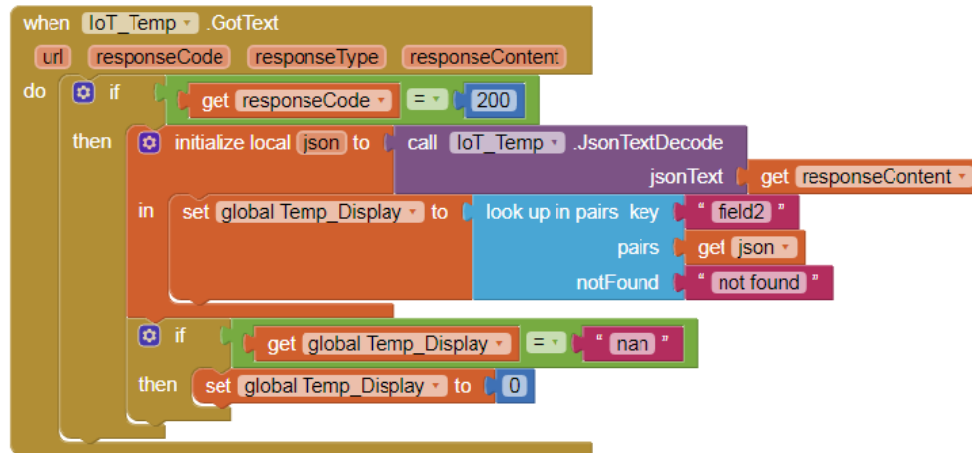 when IoT_Temp .GotText
url responseCode responseType responseContent
do if get responseCode = 200
then initialize local json to call IoT_Temp .JsonTextDecode
jsonText get responseContent
in set global Temp_Display to look up in pairs key " field2 "
pairs get json
notFound " not found "
if get global Temp_Display = " nan "
then set global Temp_Display to 0